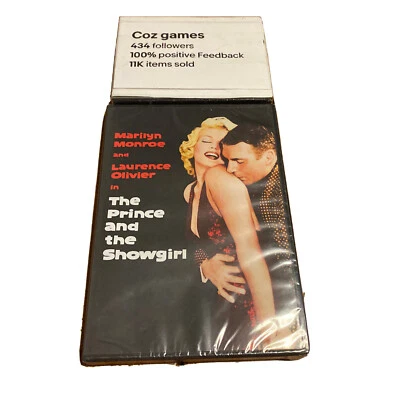 Coz games
434 followers
100% positive Feedback
11K items sold
Marilyn
Monroe
and
Laurence
Olivier
in
The
Prince
and
the
Showgirl